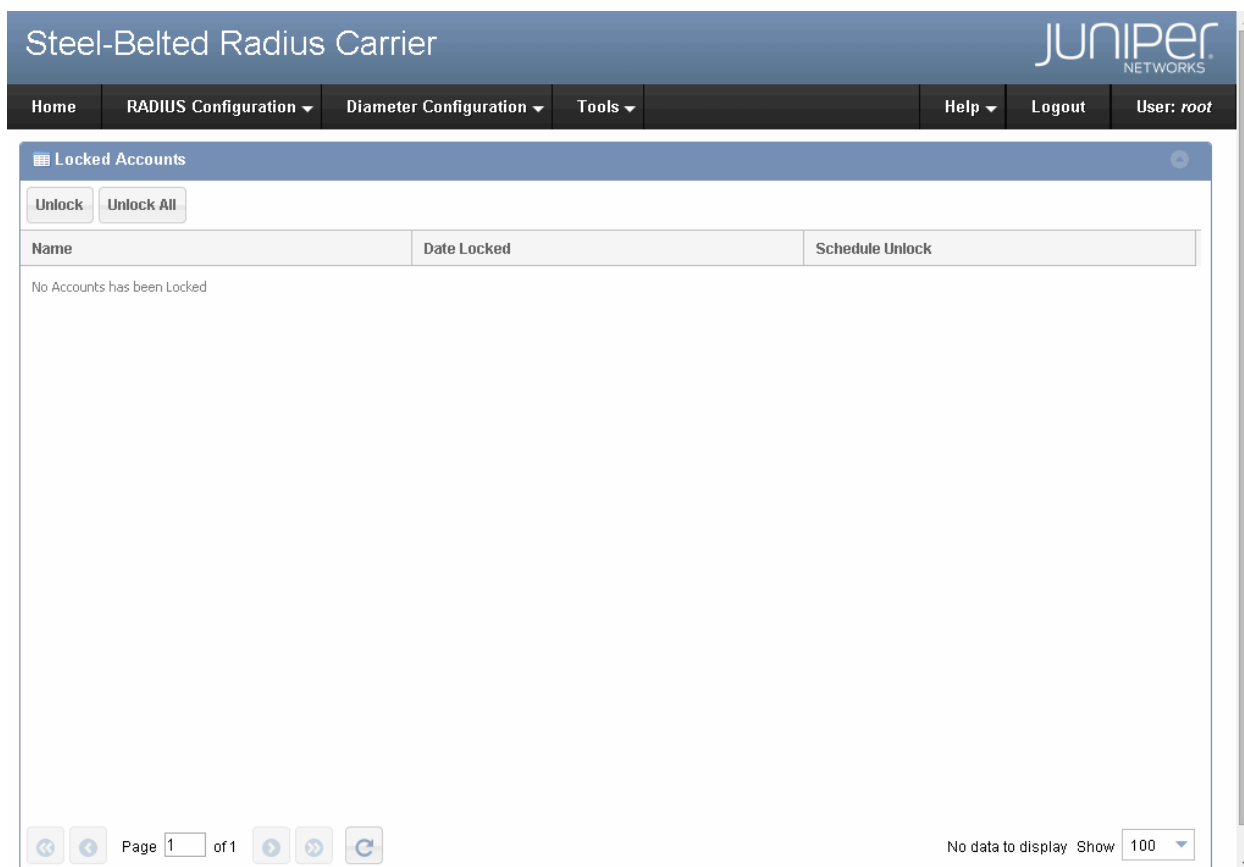 Steel-Belted Radius Carrier
JUNIPER
NETWORKS
Home RADIUS Configuration Diameter Configuration Tools Help Logout User: root
Locked Accounts
Unlock Unlock All
Name Date Locked Schedule Unlock
No Accounts has been Locked
Page 1 of 1 No data to display Show 100